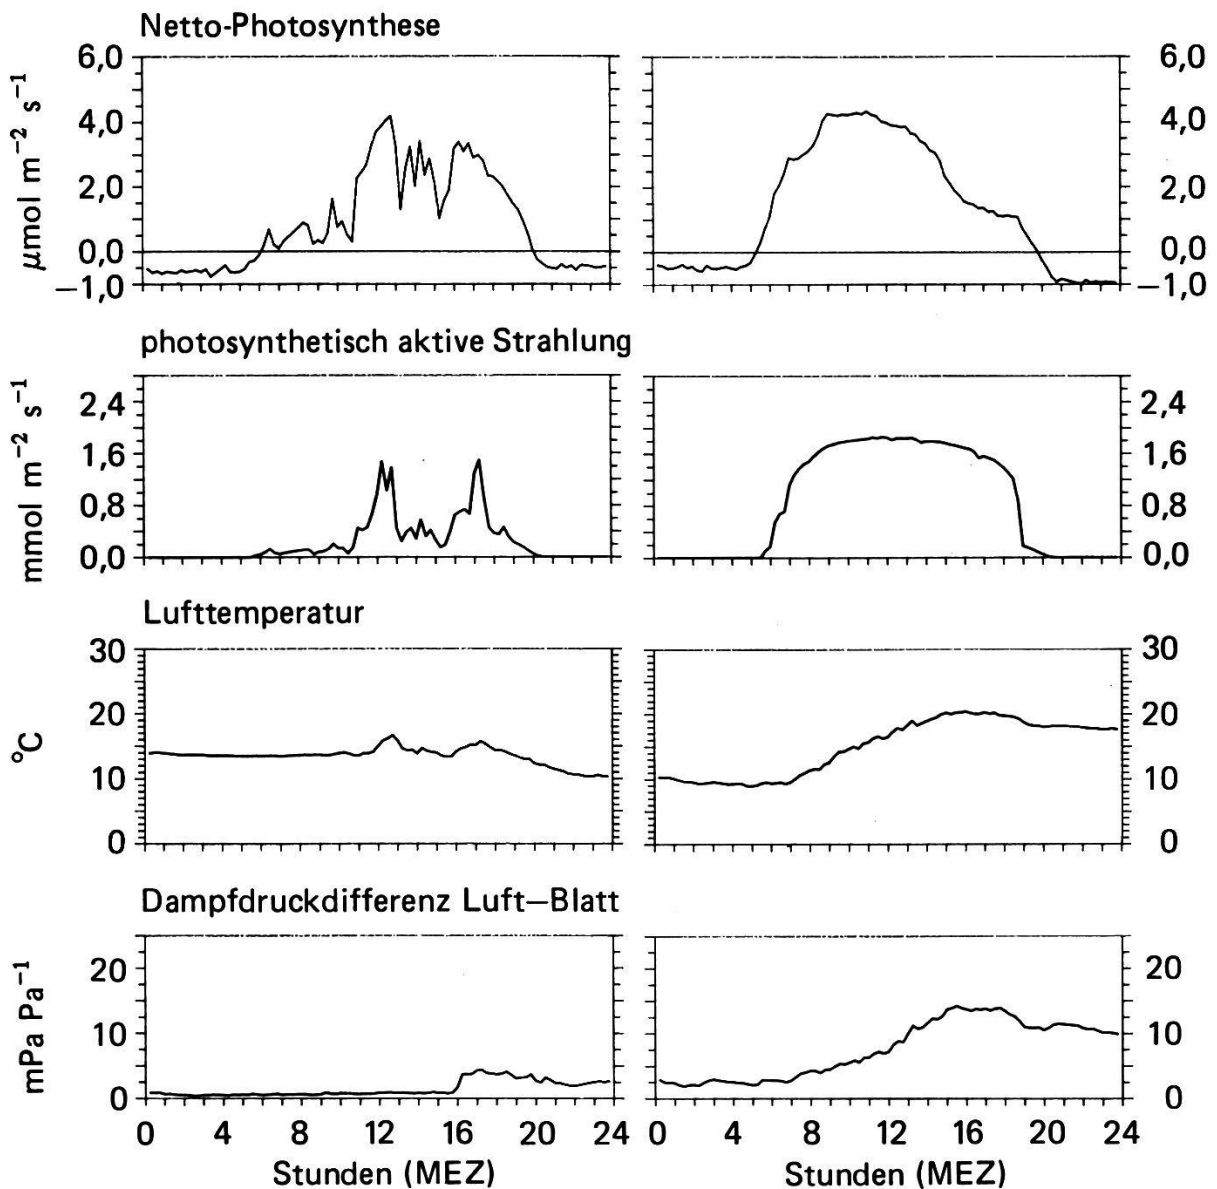 Netto-Photosynthese
6,0 6,0
4,0 4,0
2,0 2,0
0,0 0,0
−1,0 −1,0
μmol m⁻² s⁻¹
photosynthetisch aktive Strahlung
2,4 2,4
1,6 1,6
0,8 0,8
0,0 0,0
mmol m⁻² s⁻¹
Lufttemperatur
30 30
20 20
10 10
0 0
°C
Dampfdruckdifferenz Luft–Blatt
20 20
10 10
0 0
mPa Pa⁻¹
0 4 8 12 16 20 24 0 4 8 12 16 20 24
Stunden (MEZ) Stunden (MEZ)